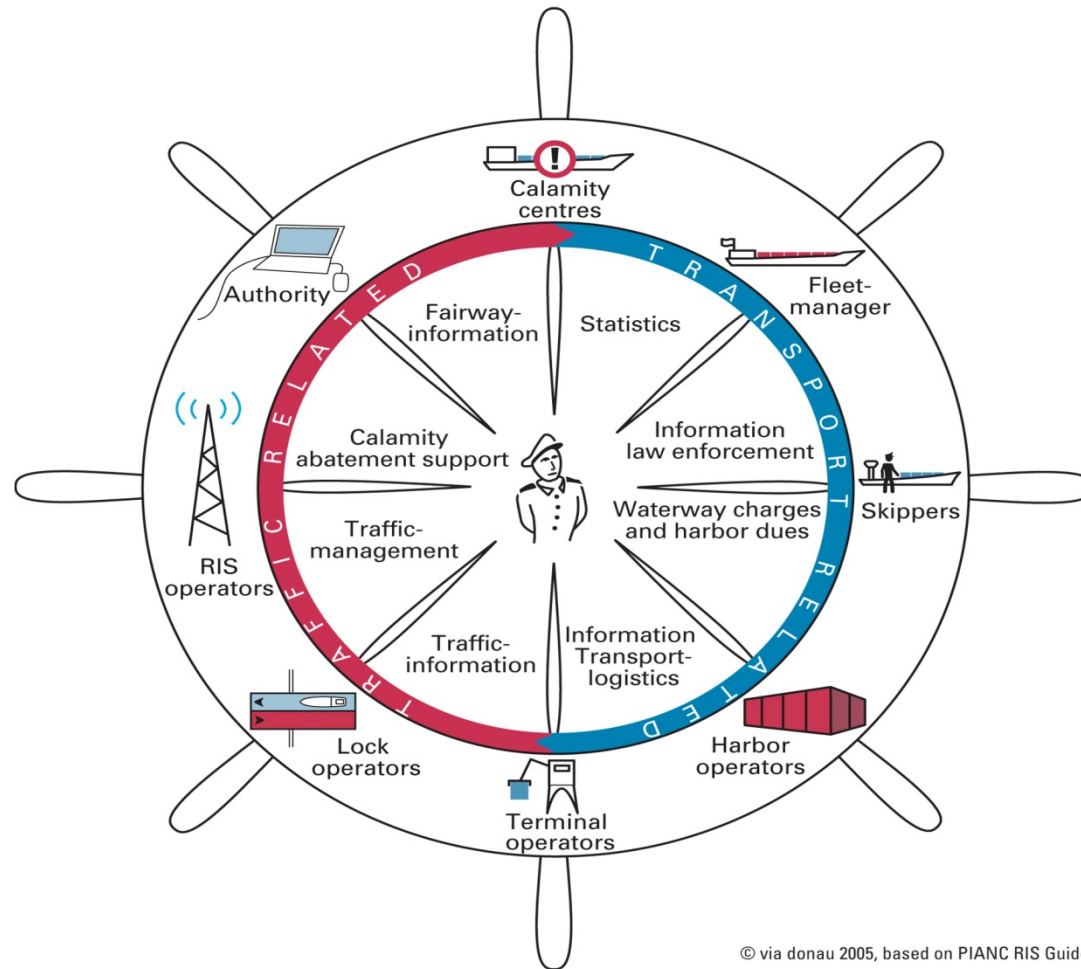 Calamity
centres
Authority
Fleet-
manager
TRAFFIC RELATED
TRANSPORT RELATED
Fairway-
information
Statistics
Calamity
abatement support
Information
law enforcement
RIS
operators
Traffic-
management
Waterway charges
and harbor dues
Skippers
Traffic-
information
Information
Transport-
logistics
Lock
operators
Terminal
operators
Harbor
operators
© via donau 2005, based on PIANC RIS Guid